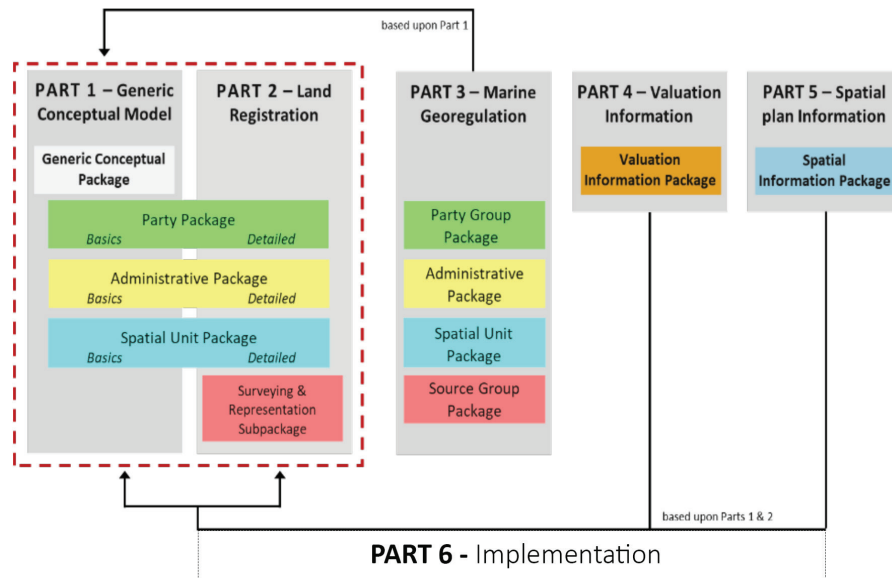 based upon Part 1
PART 1 – Generic
Conceptual Model
Generic Conceptual
Package
PART 2 – Land
Registration
Party Package
Basics Detailed
Administrative Package
Basics Detailed
Spatial Unit Package
Basics Detailed
Surveying &
Representation
Subpackage
PART 3 – Marine
Georegulation
Party Group
Package
Administrative
Package
Spatial Unit
Package
Source Group
Package
PART 4 – Valuation
Information
Valuation
Information Package
PART 5 – Spatial
plan Information
Spatial
Information Package
based upon Parts 1 & 2
PART 6 - Implementation